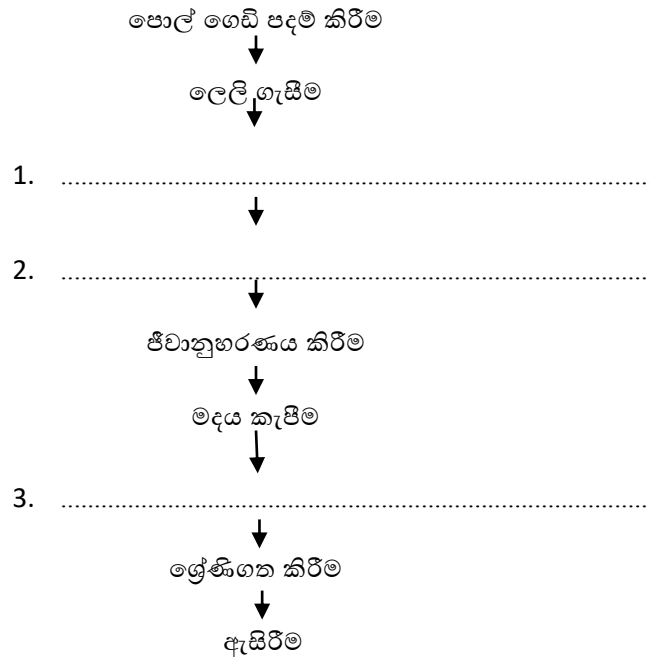 පොල් ගෙඩි පදම් කිරීම
ලෙලි ගැසීම
1. ....................................................................................
2. ....................................................................................
ජීවානුහරණය කිරීම
මදය කැපීම
3. ....................................................................................
ශ්‍රේණිගත කිරීම
ඇසිරීම